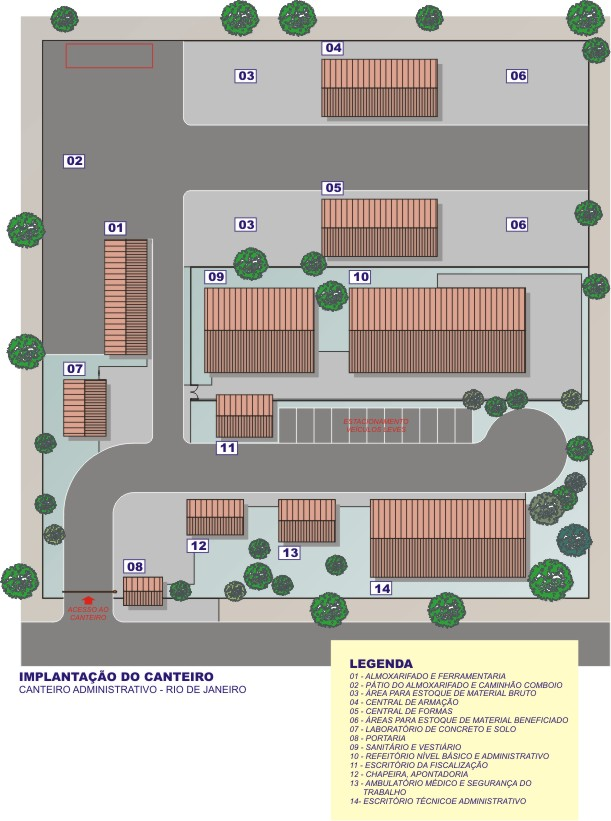 04
03
06
02
05
03
06
01
09
10
07
ESTACIONAMENTO
VEÍCULOS LEVES
11
12
13
08
14
ACESSO AO
CANTEIRO
IMPLANTAÇÃO DO CANTEIRO
CANTEIRO ADMINISTRATIVO - RIO DE JANEIRO
LEGENDA
01 - ALMOXARIFADO E FERRAMENTARIA
02 - PÁTIO DO ALMOXARIFADO E CAMINHÃO COMBOIO
03 - ÁREA PARA ESTOQUE DE MATERIAL BRUTO
04 - CENTRAL DE ARMAÇÃO
05 - CENTRAL DE FORMAS
06 - ÁREAS PARA ESTOQUE DE MATERIAL BENEFICIADO
07 - LABORATÓRIO DE CONCRETO E SOLO
08 - PORTARIA
09 - SANITÁRIO E VESTIÁRIO
10 - REFEITÓRIO NÍVEL BÁSICO E ADMINISTRATIVO
11 - ESCRITÓRIO DA FISCALIZAÇÃO
12 - CHAPEIRA, APONTADORIA
13 - AMBULATÓRIO MÉDICO E SEGURANÇA DO
TRABALHO
14- ESCRITÓRIO TÉCNICOE ADMINISTRATIVO